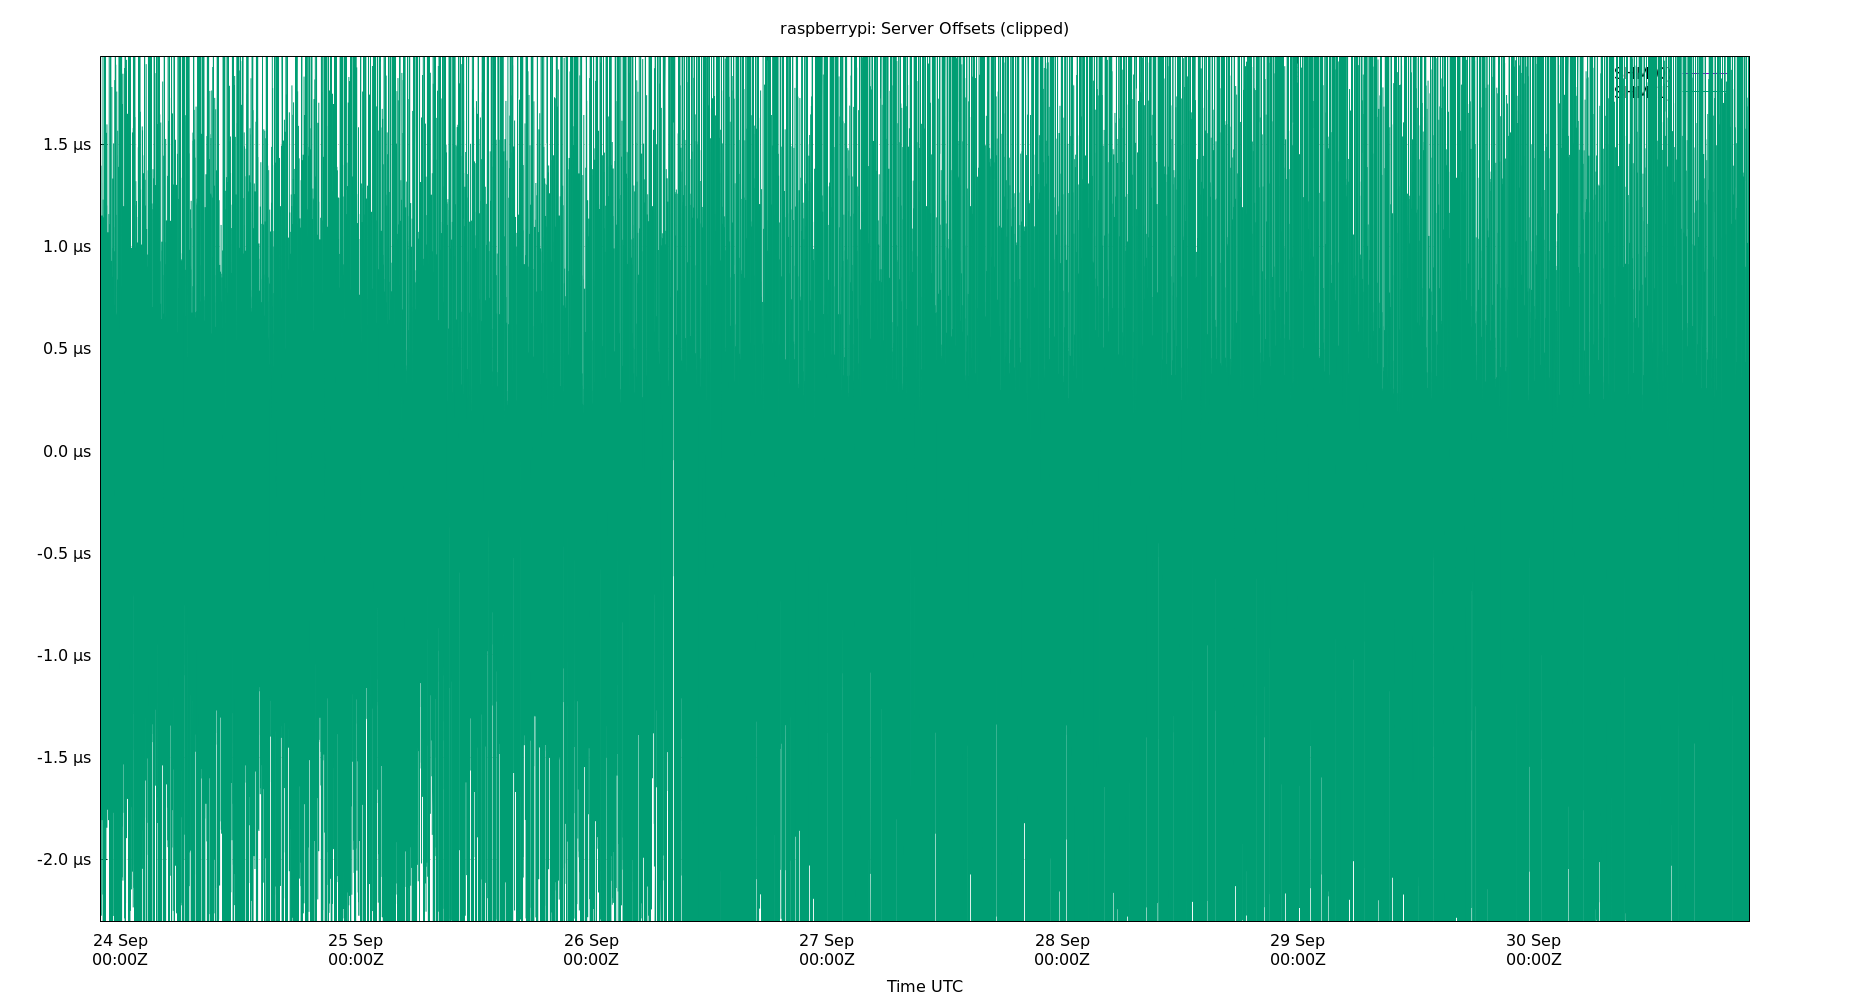 raspberrypi: Server Offsets (clipped)
1.5 µs
1.0 µs
0.5 µs
0.0 µs
-0.5 µs
-1.0 µs
-1.5 µs
-2.0 µs
24 Sep 25 Sep 26 Sep 27 Sep 28 Sep 29 Sep 30 Sep
00:00Z 00:00Z 00:00Z 00:00Z 00:00Z 00:00Z 00:00Z
Time UTC